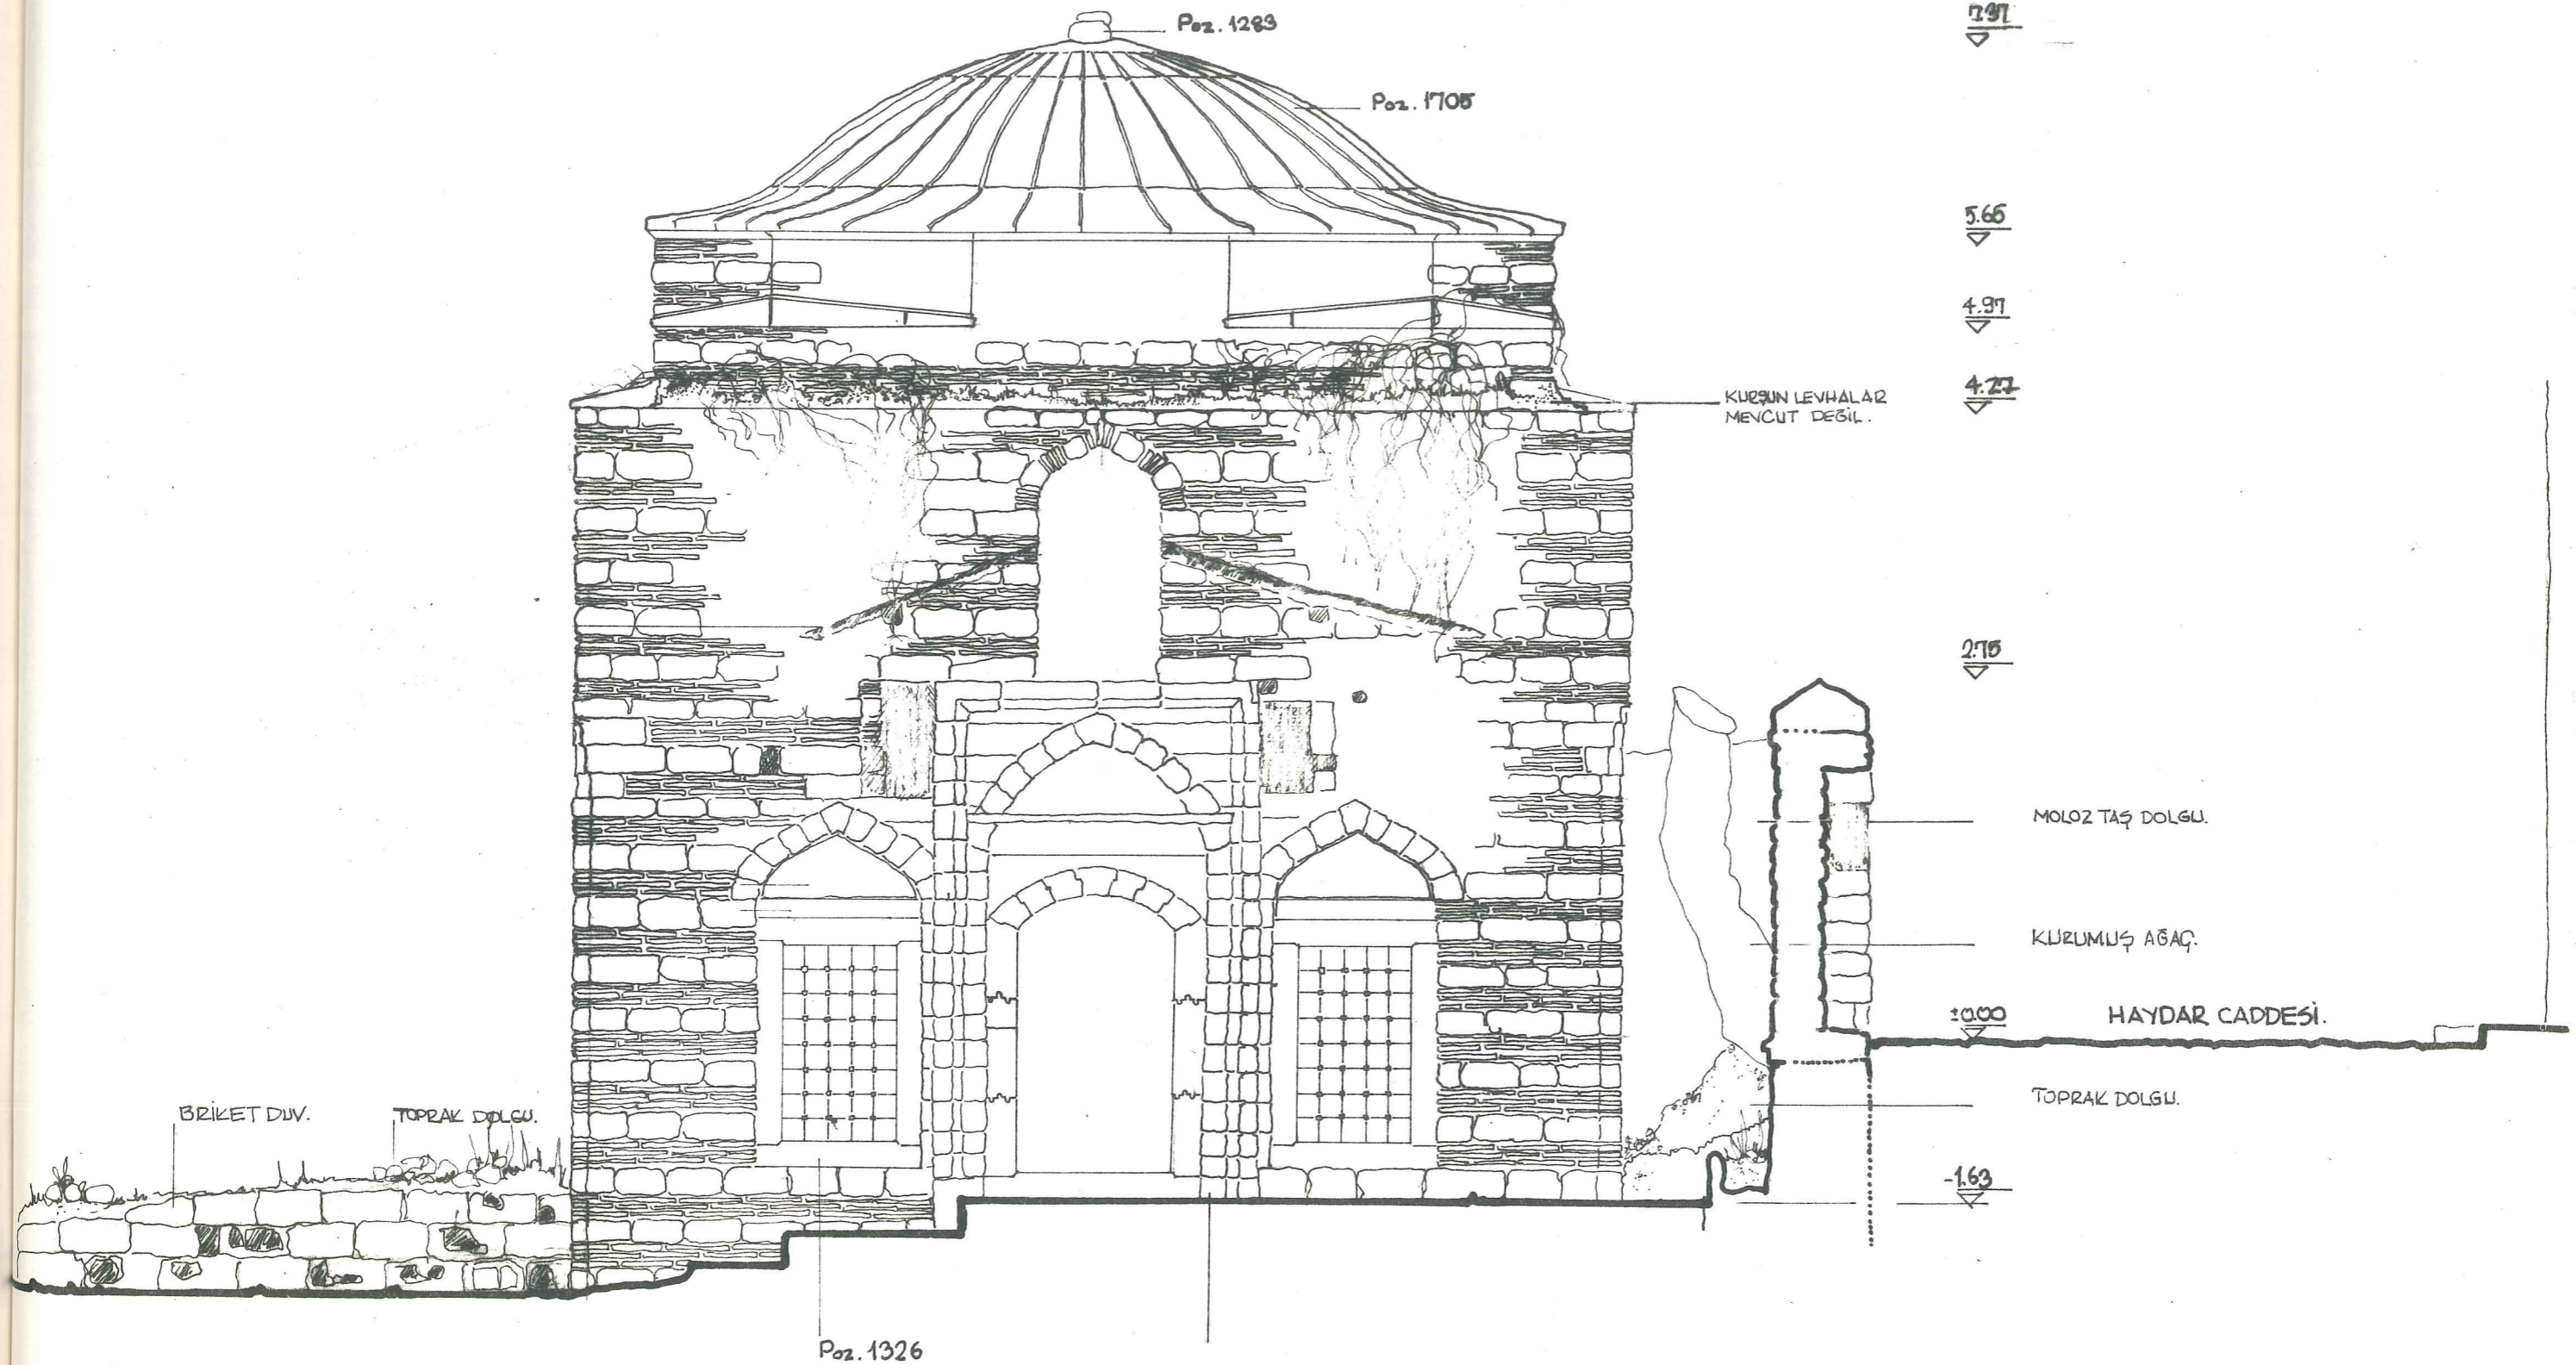 Poz. 1283
7.97
Poz. 1705
5.65
4.97
4.27
KURŞUN LEVHALAR
MEVCUT DEĞİL.
2.75
MOLOZ TAŞ DOLGU.
KURUMUŞ AĞAÇ.
±0.00
HAYDAR CADDESİ.
BRİKET DUV.
TOPRAK DOLGU.
TOPRAK DOLGU.
-1.63
Poz. 1326